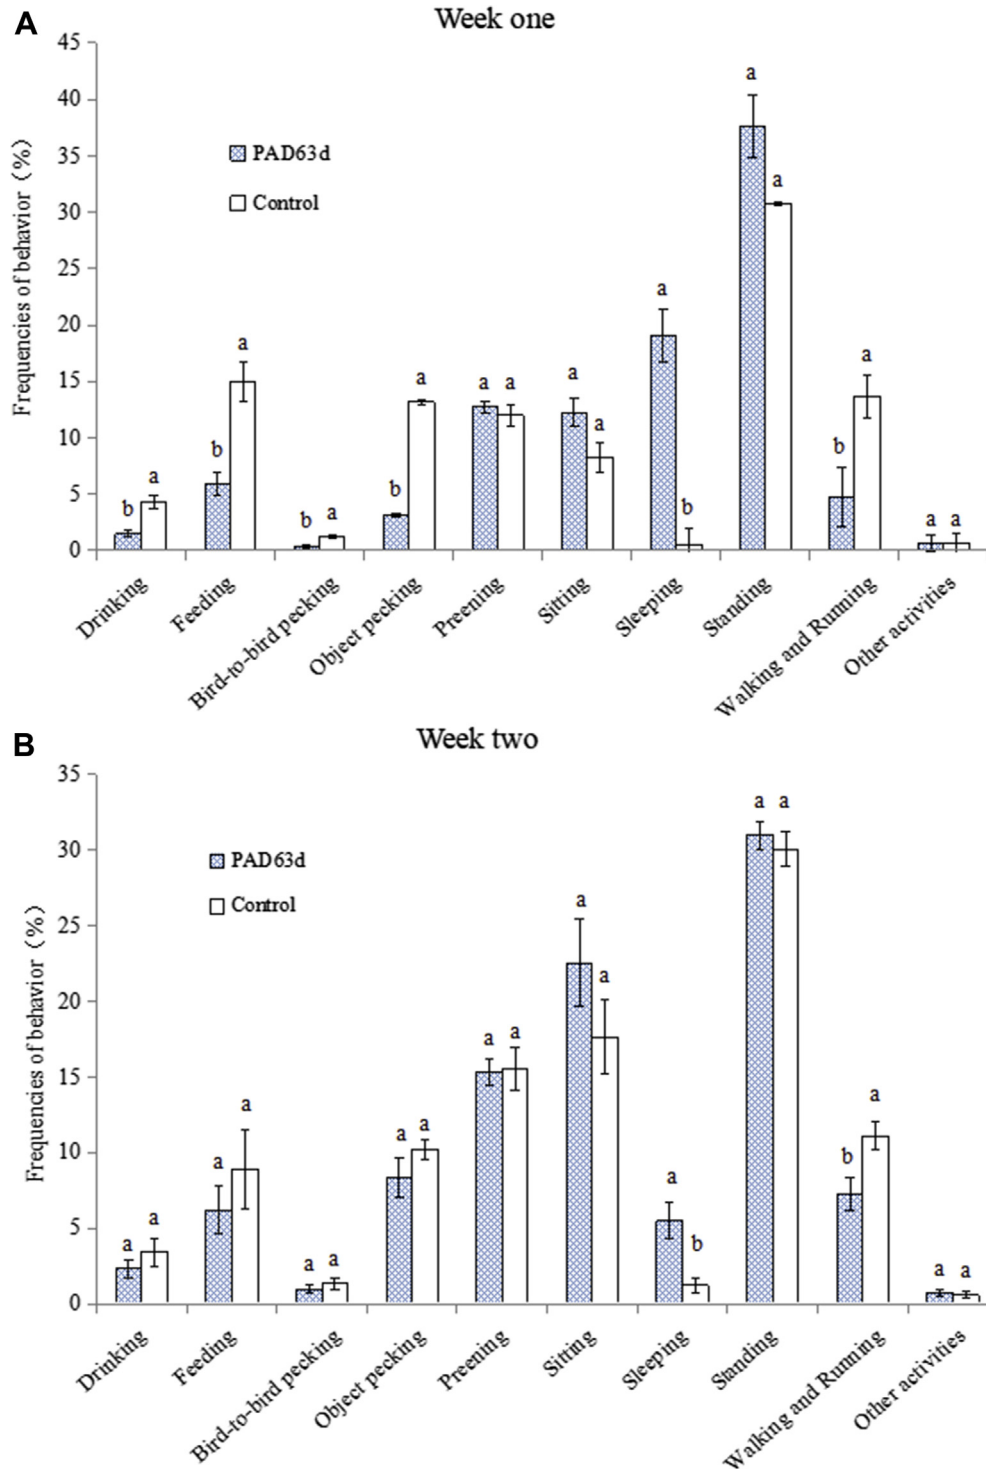 A
Week one
Frequencies of behavior (%)
45
40
35
30
25
20
15
10
5
0
PAD63d
Control
b a
b a
b a
b a
a a
a a
a b
a a
b a
a a
Drinking
Feeding
Bird-to-bird pecking
Object pecking
Preening
Sitting
Sleeping
Standing
Walking and Running
Other activities
B
Week two
Frequencies of behavior (%)
35
30
25
20
15
10
5
0
PAD63d
Control
a a
a a
a a
a a
a a
a a
a b
a a
b a
a a
Drinking
Feeding
Bird-to-bird pecking
Object pecking
Preening
Sitting
Sleeping
Standing
Walking and Running
Other activities